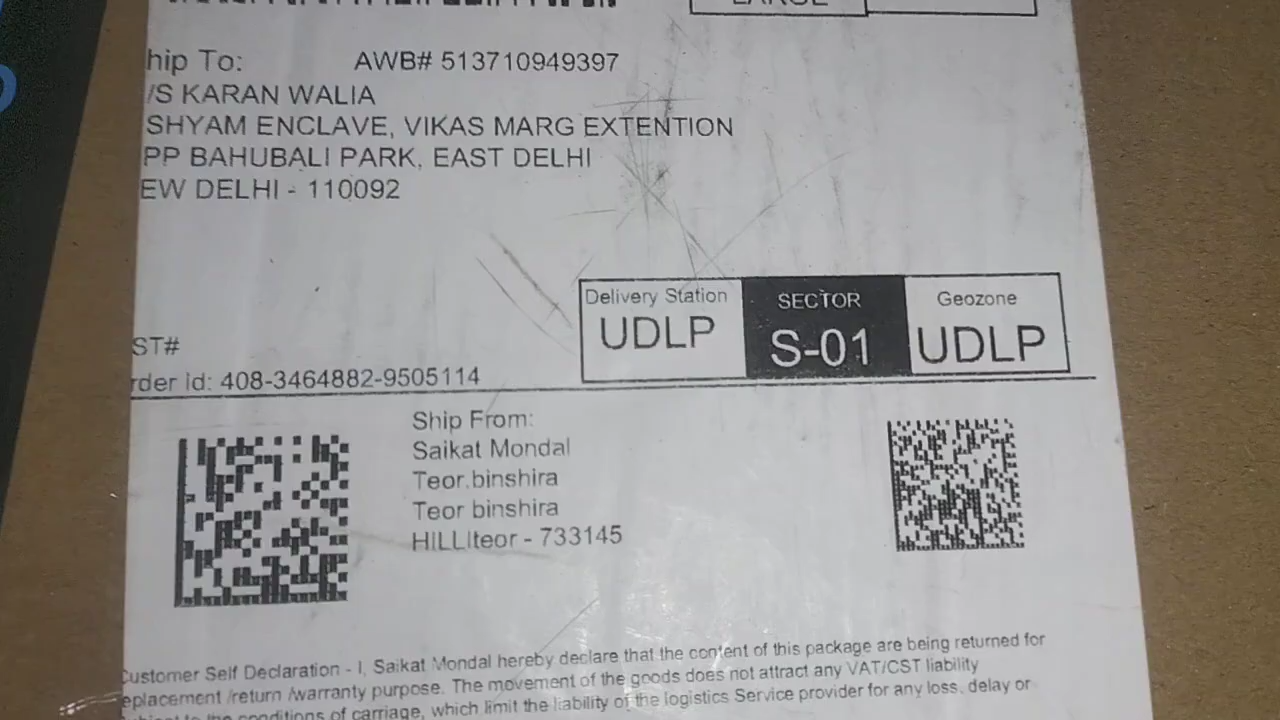 LARGE
hip To: AWB# 513710949397
/S KARAN WALIA
SHYAM ENCLAVE, VIKAS MARG EXTENTION
PP BAHUBALI PARK, EAST DELHI
EW DELHI - 110092
Delivery Station SECTOR Geozone
UDLP S-01 UDLP
ST#
rder Id: 408-3464882-9505114
Ship From:
Saikat Mondal
Teor.binshira
Teor binshira
HILLIteor - 733145
Customer Self Declaration - I, Saikat Mondal hereby declare that the content of this package are being returned for
eplacement /return /warranty purpose. The movement of the goods does not attract any VAT/CST liability
to the conditions of carriage, which limit the liability of the logistics Service provider for any loss, delay or